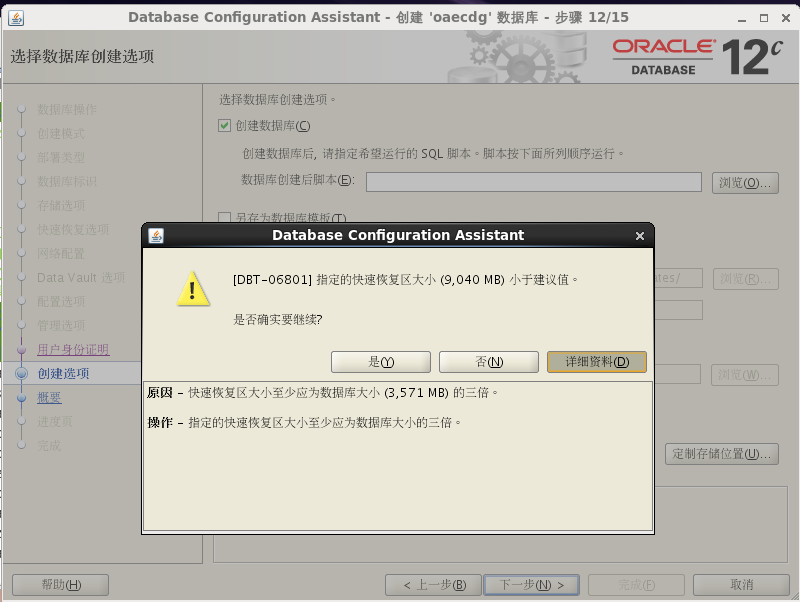 Database Configuration Assistant - 创建 'oaecdg' 数据库 - 步骤 12/15
选择数据库创建选项
ORACLE
DATABASE
12c
数据库操作
创建模式
部署类型
数据库标识
存储选项
快速恢复选项
网络配置
Data Vault 选项
配置选项
管理选项
用户身份证明
创建选项
概要
进度页
完成
选择数据库创建选项。
创建数据库(C)
创建数据库后, 请指定希望运行的 SQL 脚本。脚本按下面所列顺序运行。
数据库创建后脚本(E):
浏览(O)...
另存为数据库模板(T)
浏览(R)...
浏览(W)...
定制存储位置(U)...
Database Configuration Assistant
[DBT-06801] 指定的快速恢复区大小 (9,040 MB) 小于建议值。
是否确实要继续?
是(Y)
否(N)
详细资料(D)
原因 - 快速恢复区大小至少应为数据库大小 (3,571 MB) 的三倍。
操作 - 指定的快速恢复区大小至少应为数据库大小的三倍。
帮助(H)
< 上一步(B)
下一步(N) >
完成(F)
取消